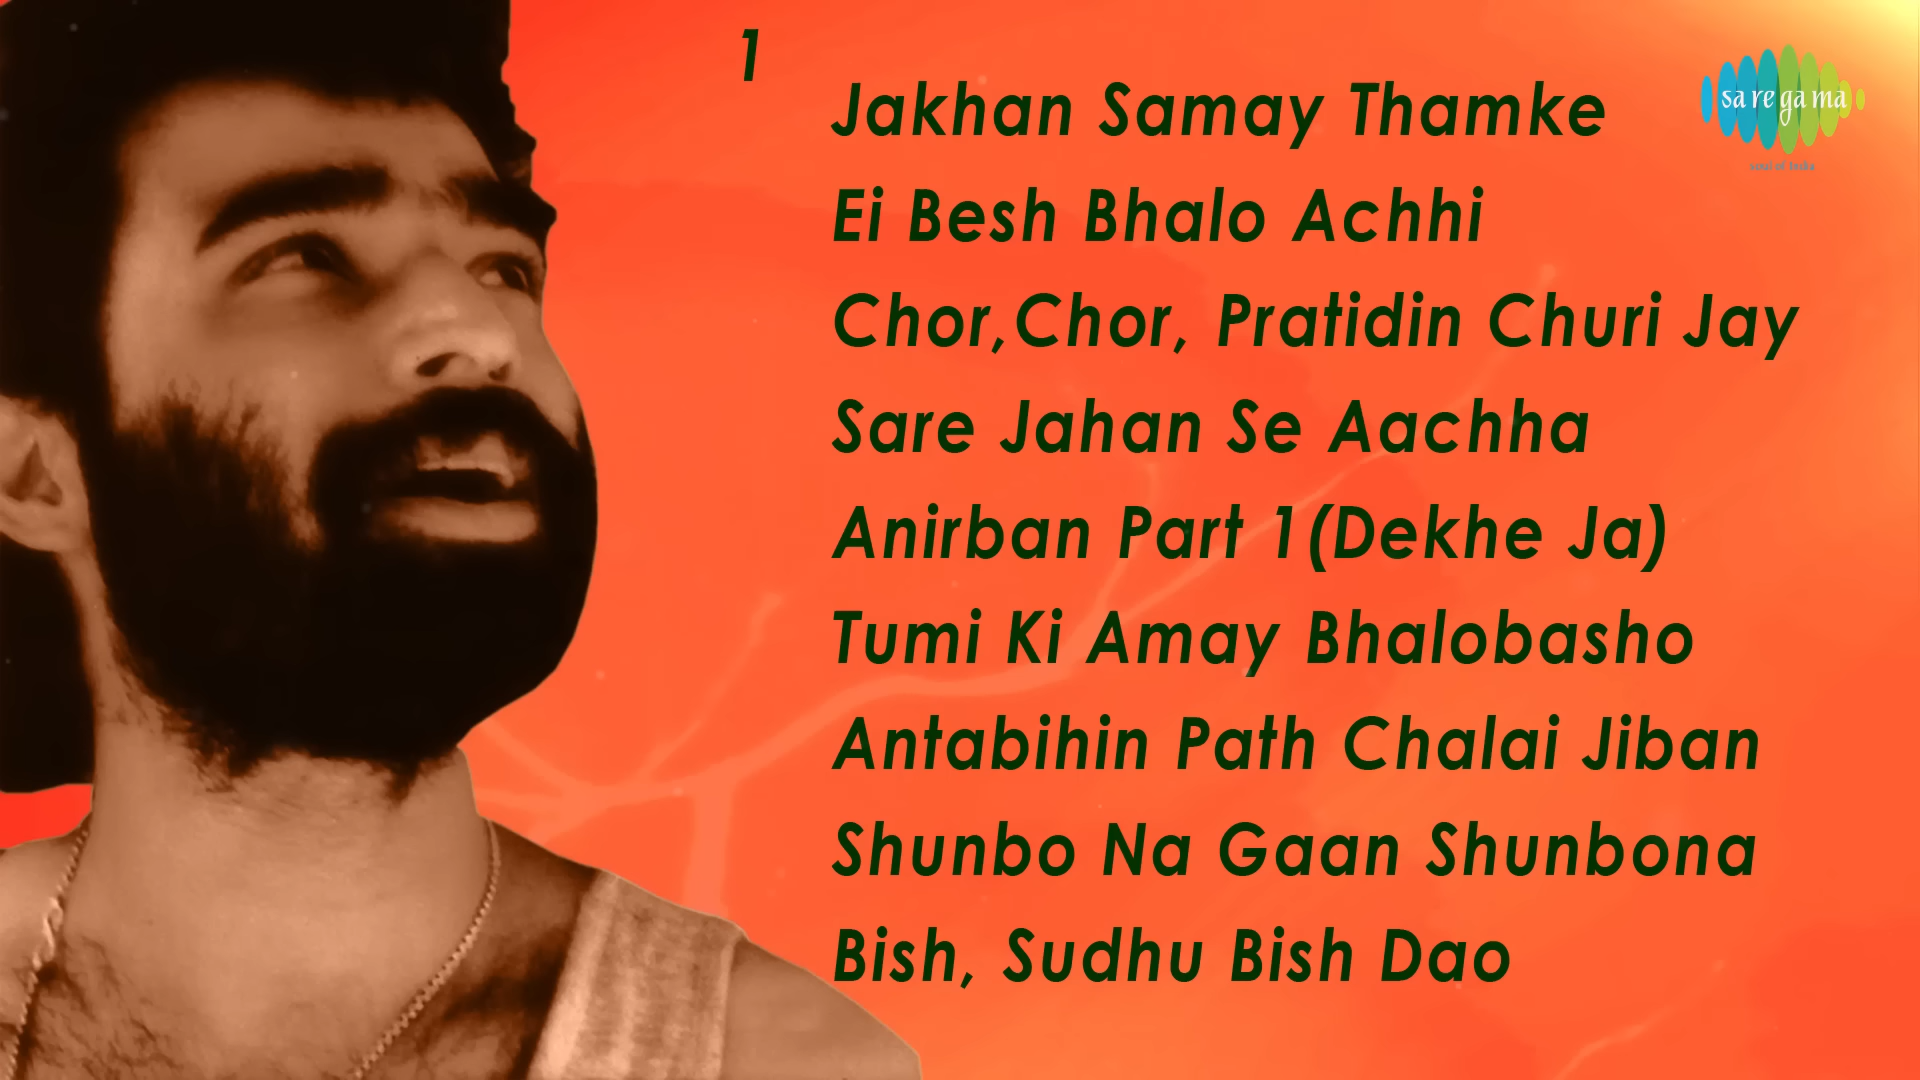 1
Jakhan Samay Thamke
sa re ga ma
Ei Besh Bhalo Achhi
Chor,Chor, Pratidin Churi Jay
Sare Jahan Se Aachha
Anirban Part 1(Dekhe Ja)
Tumi Ki Amay Bhalobasho
Antabihin Path Chalai Jiban
Shunbo Na Gaan Shunbona
Bish, Sudhu Bish Dao